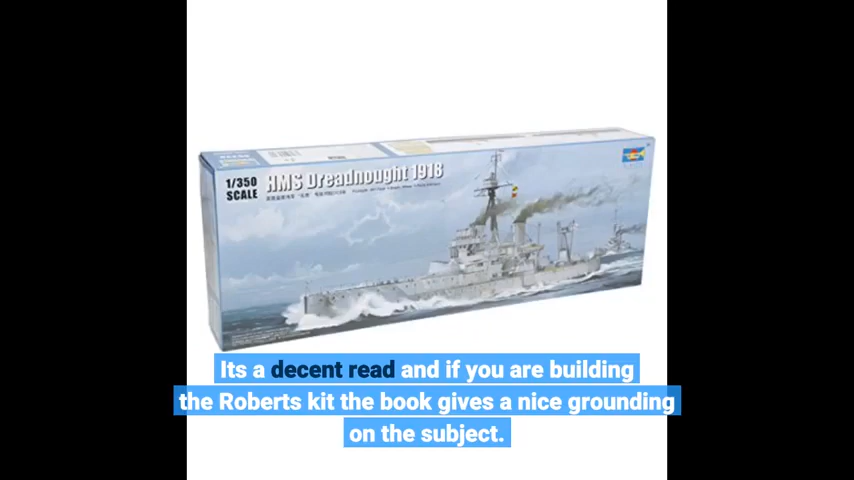 HMS Dreadnought 1918
1/350
SCALE
Its a decent read and if you are building
the Roberts kit the book gives a nice grounding
on the subject.